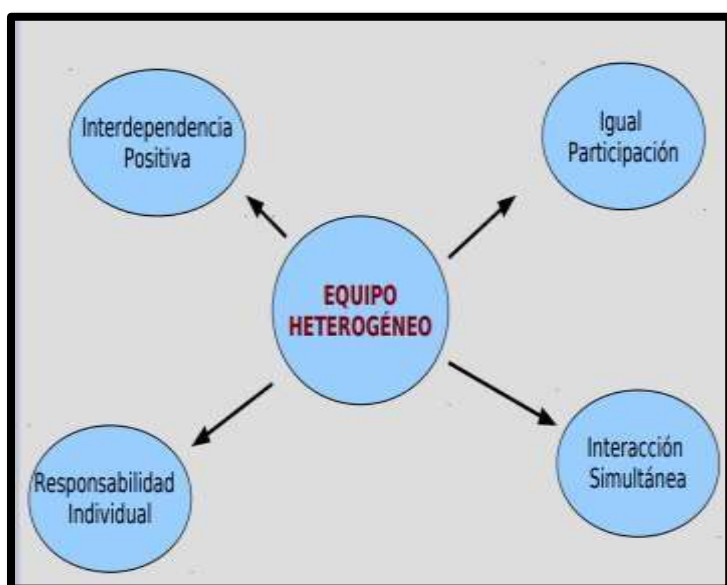 Interdependencia
Positiva
Igual
Participación
EQUIPO
HETEROGÉNEO
Responsabilidad
Individual
Interacción
Simultánea